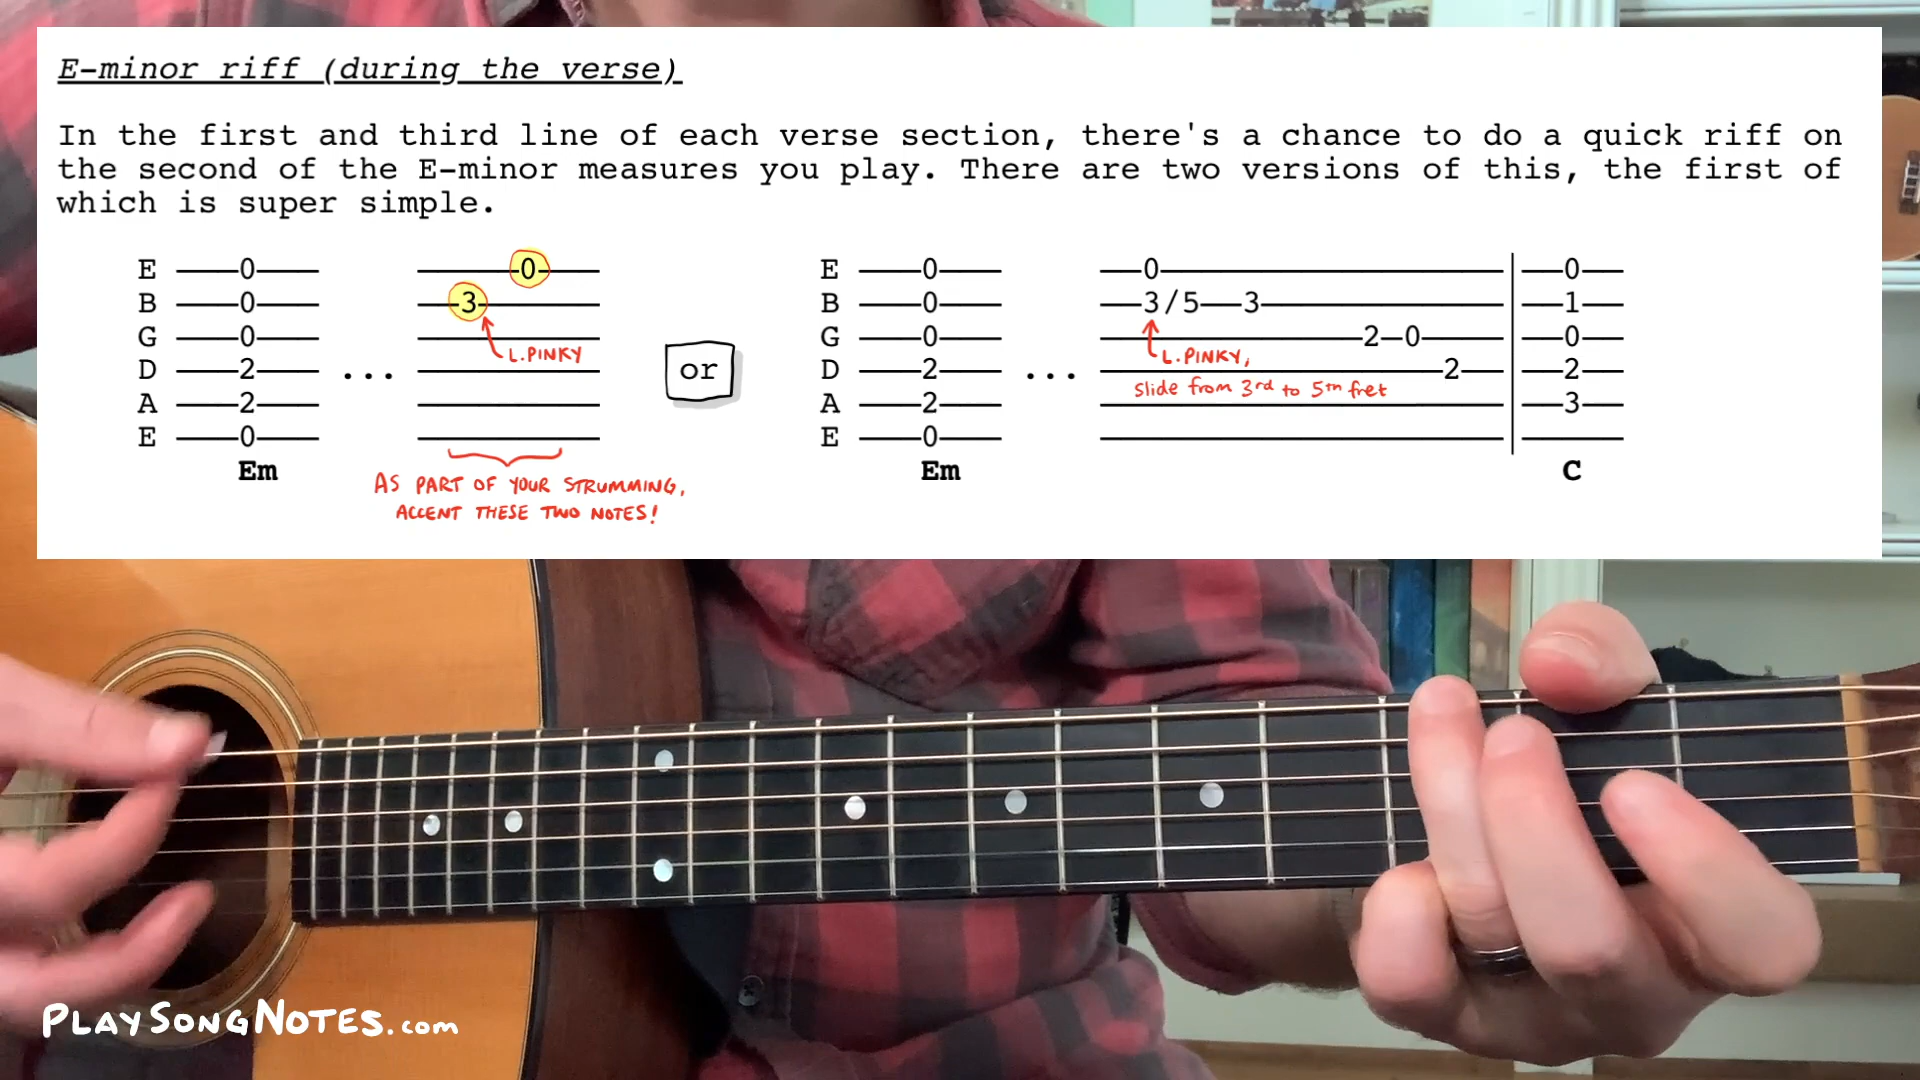 E-minor riff (during the verse)
In the first and third line of each verse section, there's a chance to do a quick riff on
the second of the E-minor measures you play. There are two versions of this, the first of
which is super simple.
E ——0—— ——0—— E ——0—— ——0—— ——0——
B ——0—— ——3—— B ——0—— ——3/5——3—— ——1——
G ——0—— ———— G ——0—— ——2—0—— ——0——
L.PINKY
L.PINKY,
D ——2—— ... ———— or D ——2—— ... ——2—— ——2——
slide from 3rd to 5th fret
A ——2—— ———— A ——2—— ———— ——3——
E ——0—— ———— E ——0—— ———— ————
Em Em C
AS PART OF YOUR STRUMMING,
ACCENT THESE TWO NOTES!
PLAYSONGNOTES.com